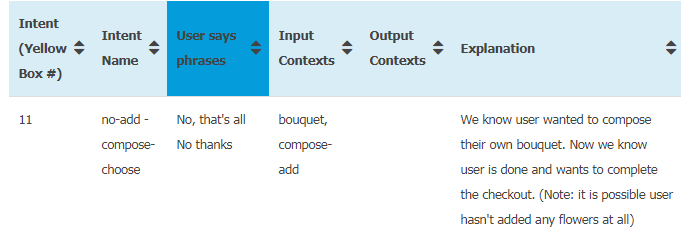 Intent
(Yellow
Box #)
Intent
Name
User says
phrases
Input
Contexts
Output
Contexts
Explanation
11
no-add -
compose-
choose
No, that's all
No thanks
bouquet,
compose-
add
We know user wanted to compose
their own bouquet. Now we know
user is done and wants to complete
the checkout. (Note: it is possible user
hasn't added any flowers at all)